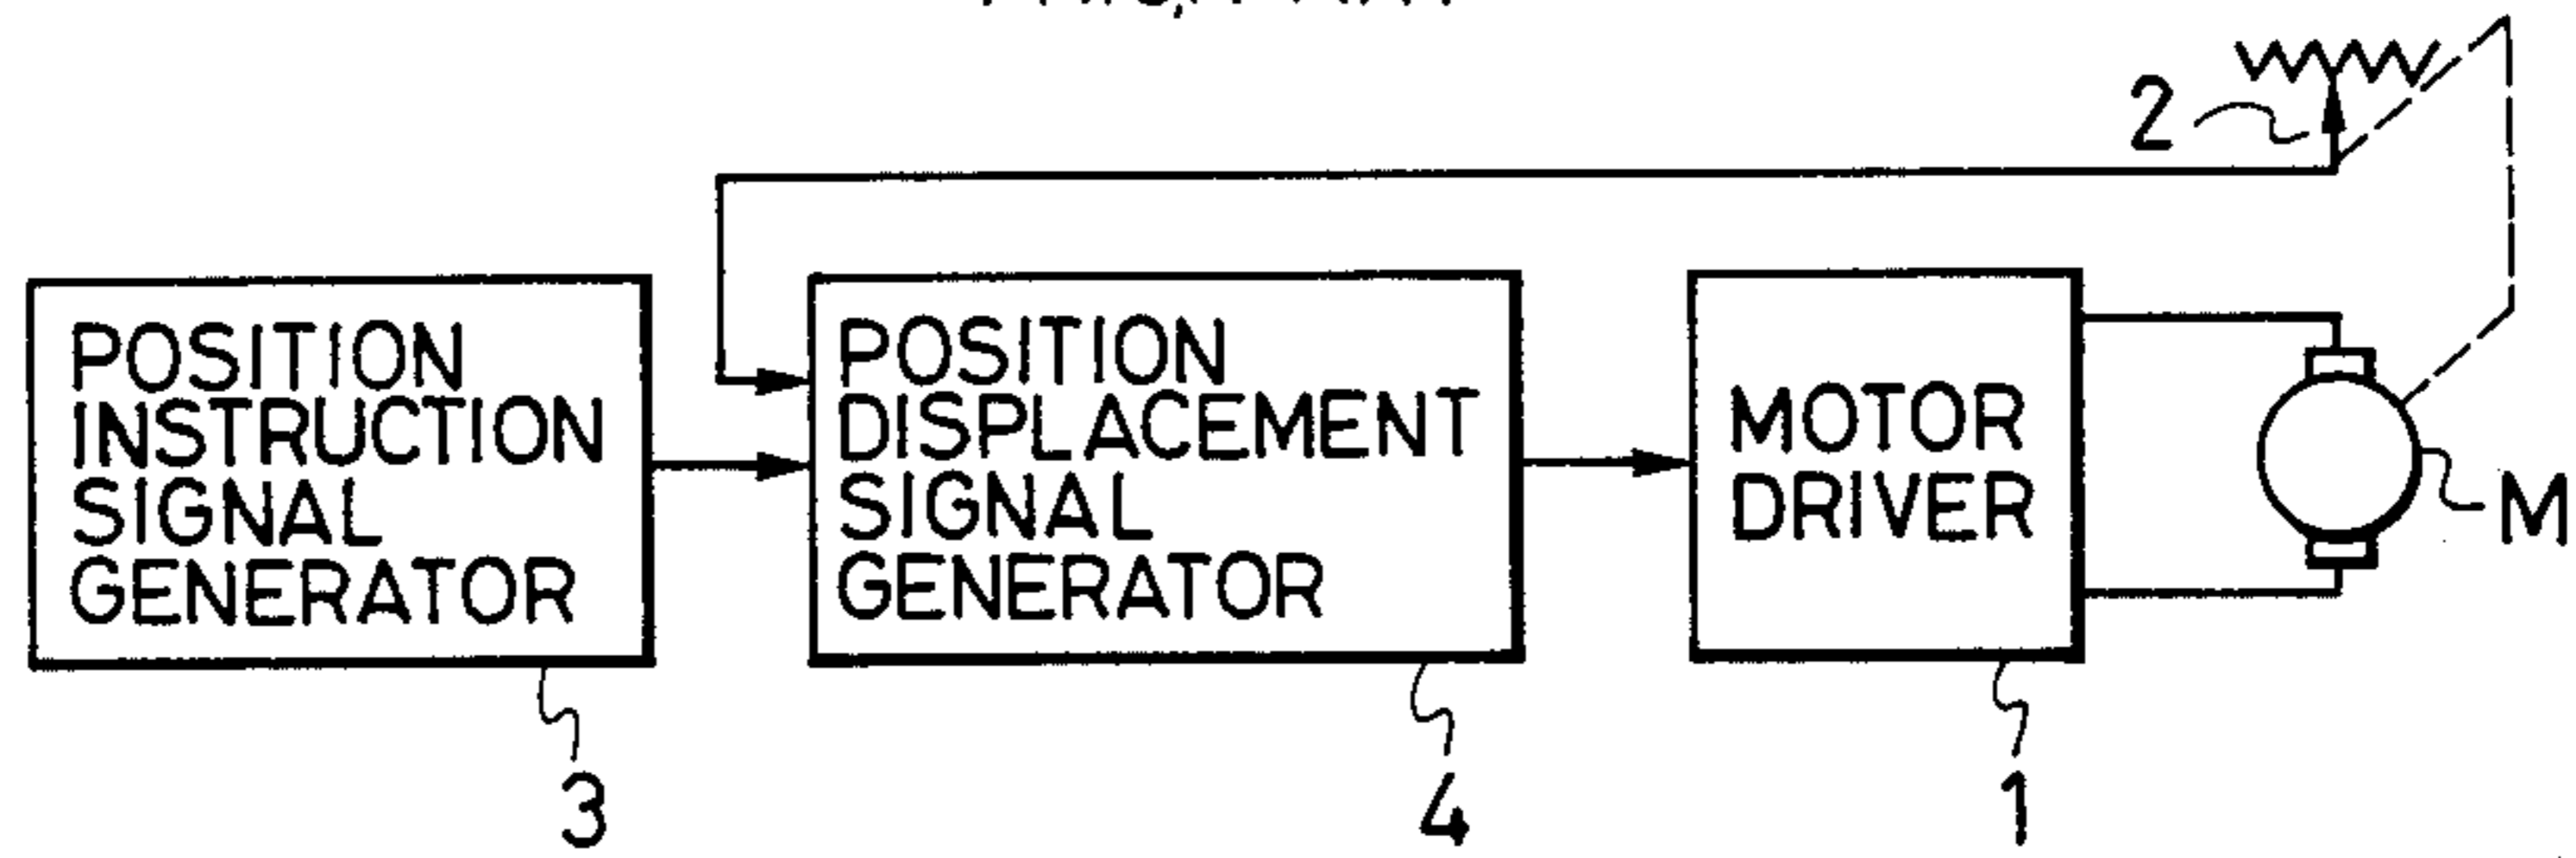 2
POSITION
INSTRUCTION
SIGNAL
GENERATOR
POSITION
DISPLACEMENT
SIGNAL
GENERATOR
MOTOR
DRIVER
M
3
4
1